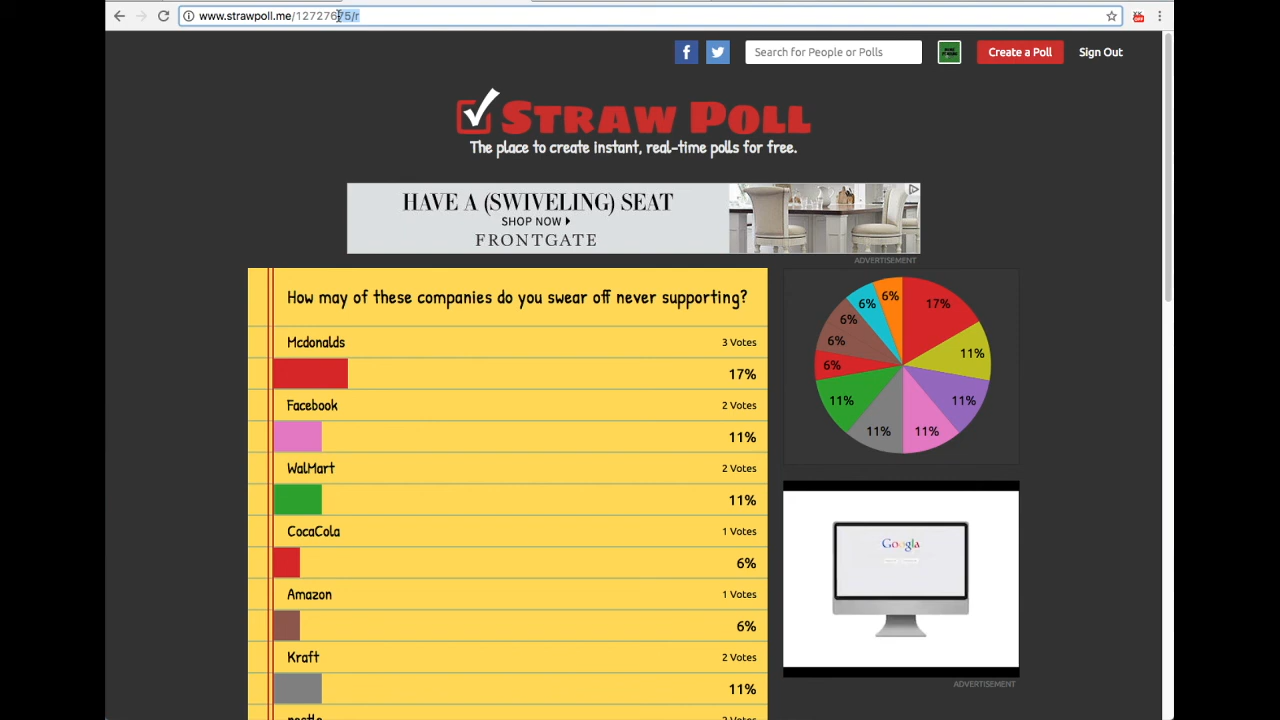 www.strawpoll.me/12727675/r
Search for People or Polls
Create a Poll
Sign Out
STRAW POLL
The place to create instant, real-time polls for free.
HAVE A (SWIVELING) SEAT
SHOP NOW
FRONTGATE
ADVERTISEMENT
How may of these companies do you swear off never supporting?
Mcdonalds
3 Votes
17%
Facebook
2 Votes
11%
WalMart
2 Votes
11%
CocaCola
1 Votes
6%
Amazon
1 Votes
6%
Kraft
2 Votes
11%
6%
6%
17%
6%
6%
11%
6%
11%
11%
11%
11%
Googla
ADVERTISEMENT